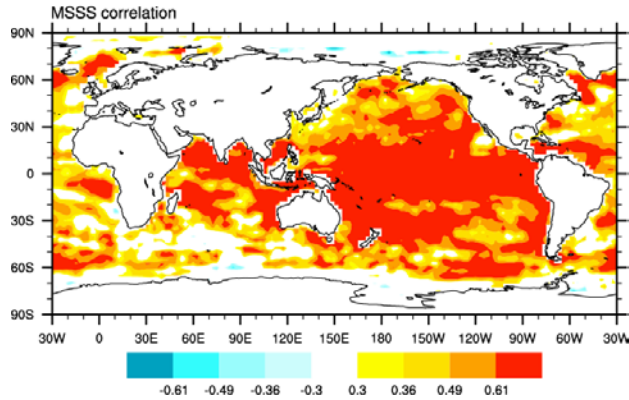 MSSS correlation
90N
60N
30N
0
30S
60S
90S
30W 0 30E 60E 90E 120E 150E 180 150W 120W 90W 60W 30W
-0.61 -0.49 -0.36 -0.3 0.3 0.36 0.49 0.61